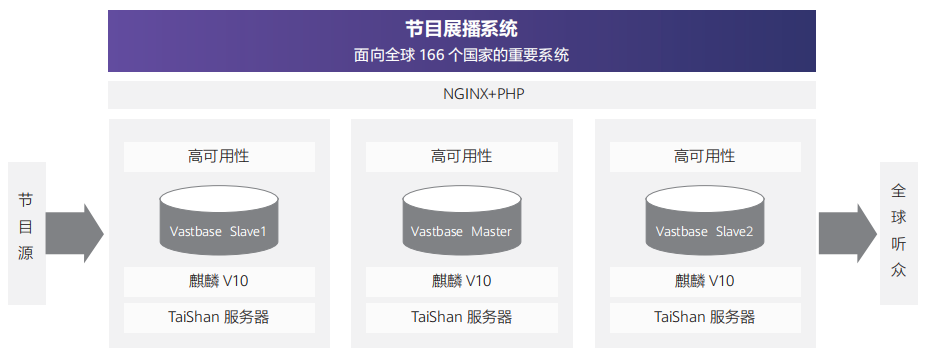 节目展播系统
面向全球 166 个国家的重要系统
NGINX+PHP
节目源
高可用性
Vastbase Slave1
麒麟 V10
TaiShan 服务器
高可用性
Vastbase Master
麒麟 V10
TaiShan 服务器
高可用性
Vastbase Slave2
麒麟 V10
TaiShan 服务器
全球听众